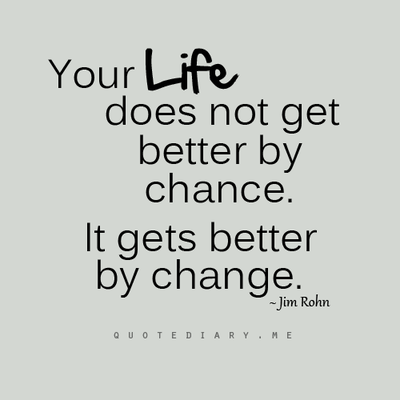 Your Life
does not get
better by
chance.
It gets better
by change.
~ Jim Rohn
QUOTEDIARY.ME